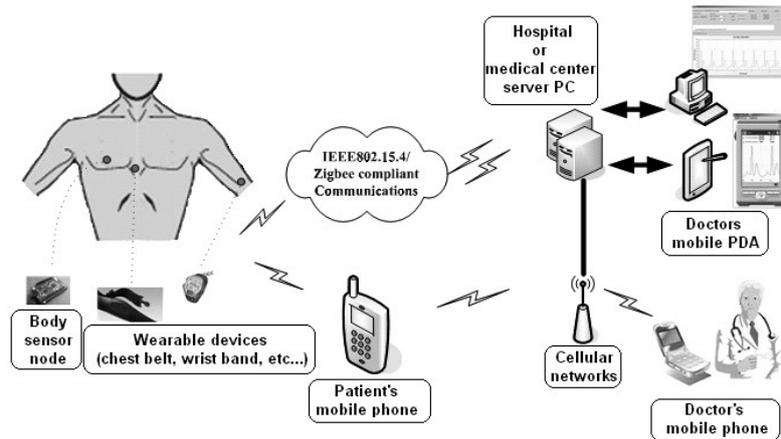 Hospital
or
medical center
server PC
IEEE802.15.4/
Zigbee compliant
Communications
Doctors
mobile PDA
Body
sensor
node
Wearable devices
(chest belt, wrist band, etc...)
Patient's
mobile phone
Cellular
networks
Doctor's
mobile phone